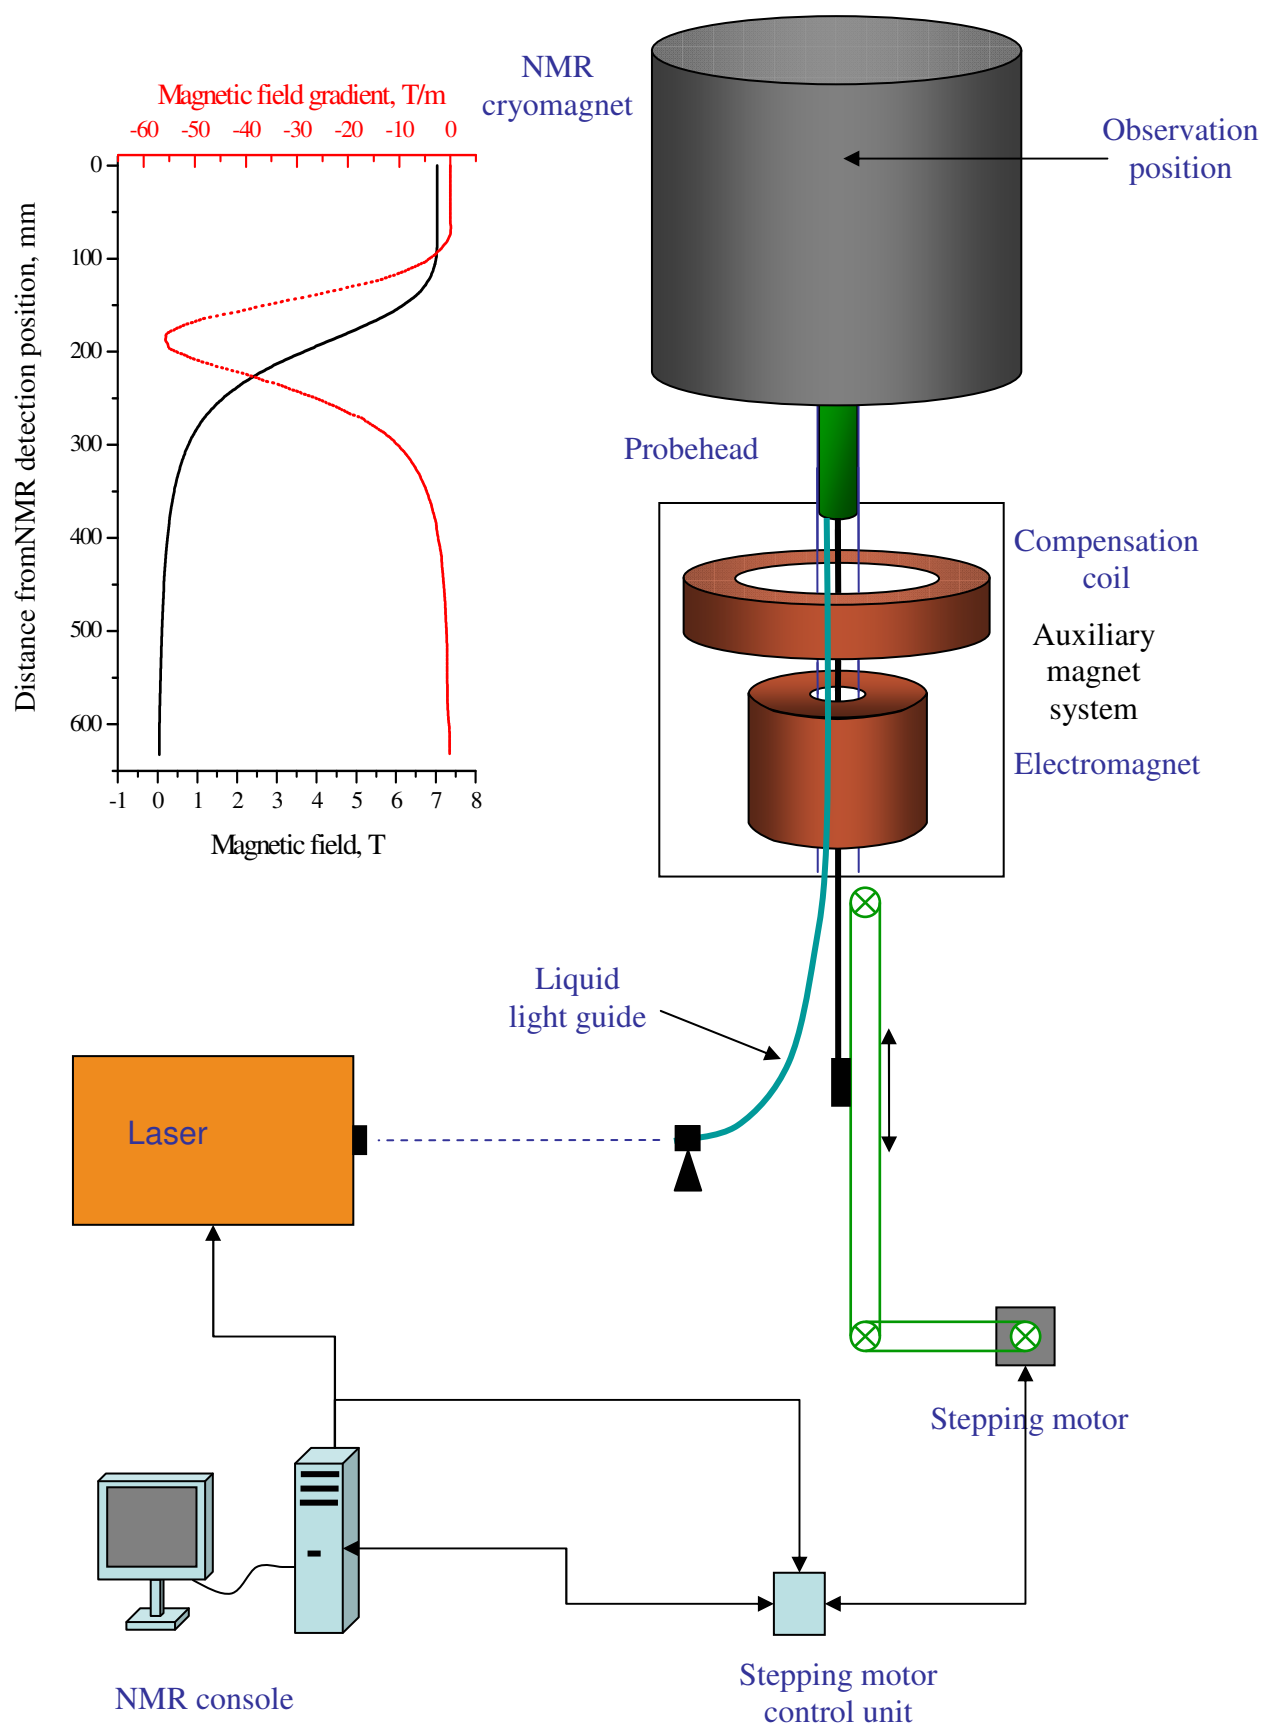 NMR
cryomagnet
Magnetic field gradient, T/m
-60 -50 -40 -30 -20 -10 0
Observation
position
0
100
200
300
400
500
600
Distance fromNMR detection position, mm
-1 0 1 2 3 4 5 6 7 8
Magnetic field, T
Probehead
Compensation
coil
Auxiliary
magnet
system
Electromagnet
Liquid
light guide
Laser
Stepping motor
NMR console
Stepping motor
control unit